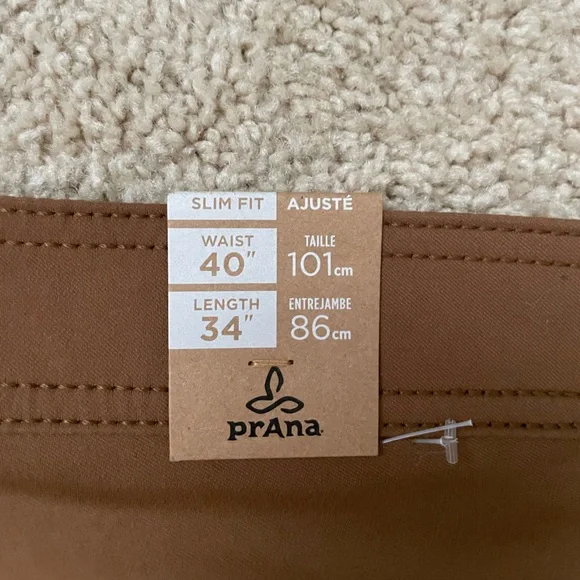 SLIM FIT AJUSTÉ
WAIST TAILLE
40" 101cm
LENGTH ENTREJAMBE
34" 86cm
prAna